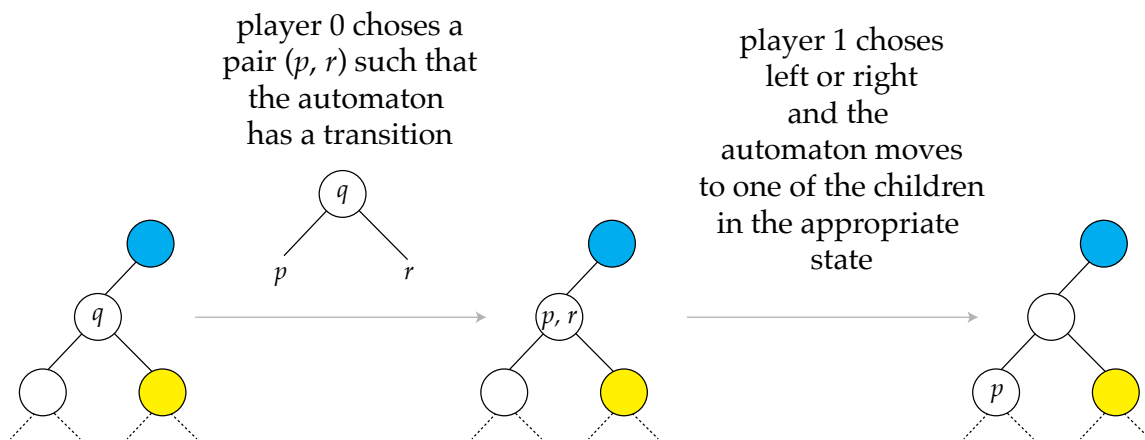 player 0 choses a
pair (p, r) such that
the automaton
has a transition
q
p
r
player 1 choses
left or right
and the
automaton moves
to one of the children
in the appropriate
state
q
p, r
p